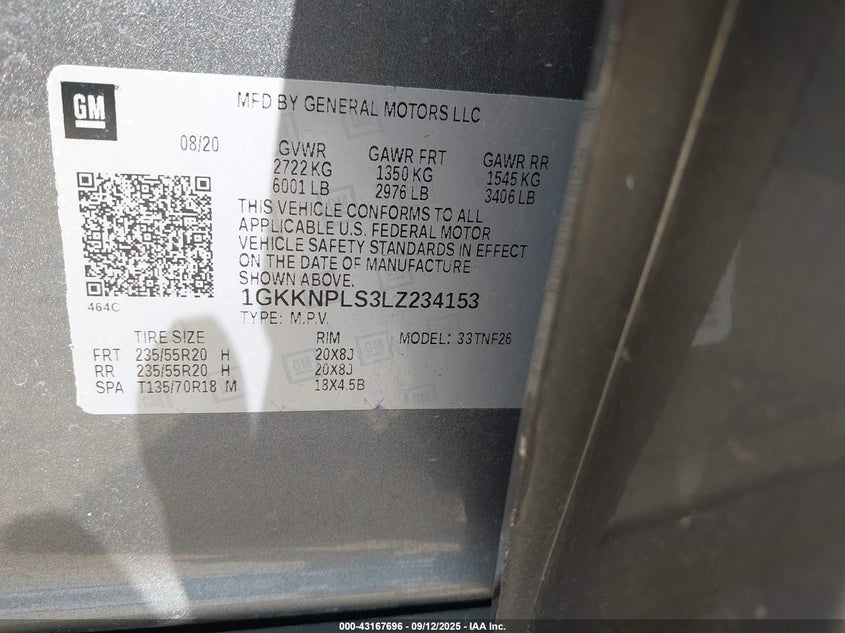 GM
MFD BY GENERAL MOTORS LLC
08/20
GVWR GAWR FRT GAWR RR
2722 KG 1350 KG 1545 KG
6001 LB 2976 LB 3406 LB
THIS VEHICLE CONFORMS TO ALL
APPLICABLE U.S. FEDERAL MOTOR
VEHICLE SAFETY STANDARDS IN EFFECT
ON THE DATE OF MANUFACTURE
SHOWN ABOVE.
464C
1GKKNPLS3LZ234153
TYPE: M.P.V.
TIRE SIZE RIM MODEL: 33TNF26
FRT 235/55R20 H 20X8J
RR 235/55R20 H 20X8J
SPA T135/70R18 M 18X4.5B
000-43167696 - 09/12/2025 - IAA Inc.